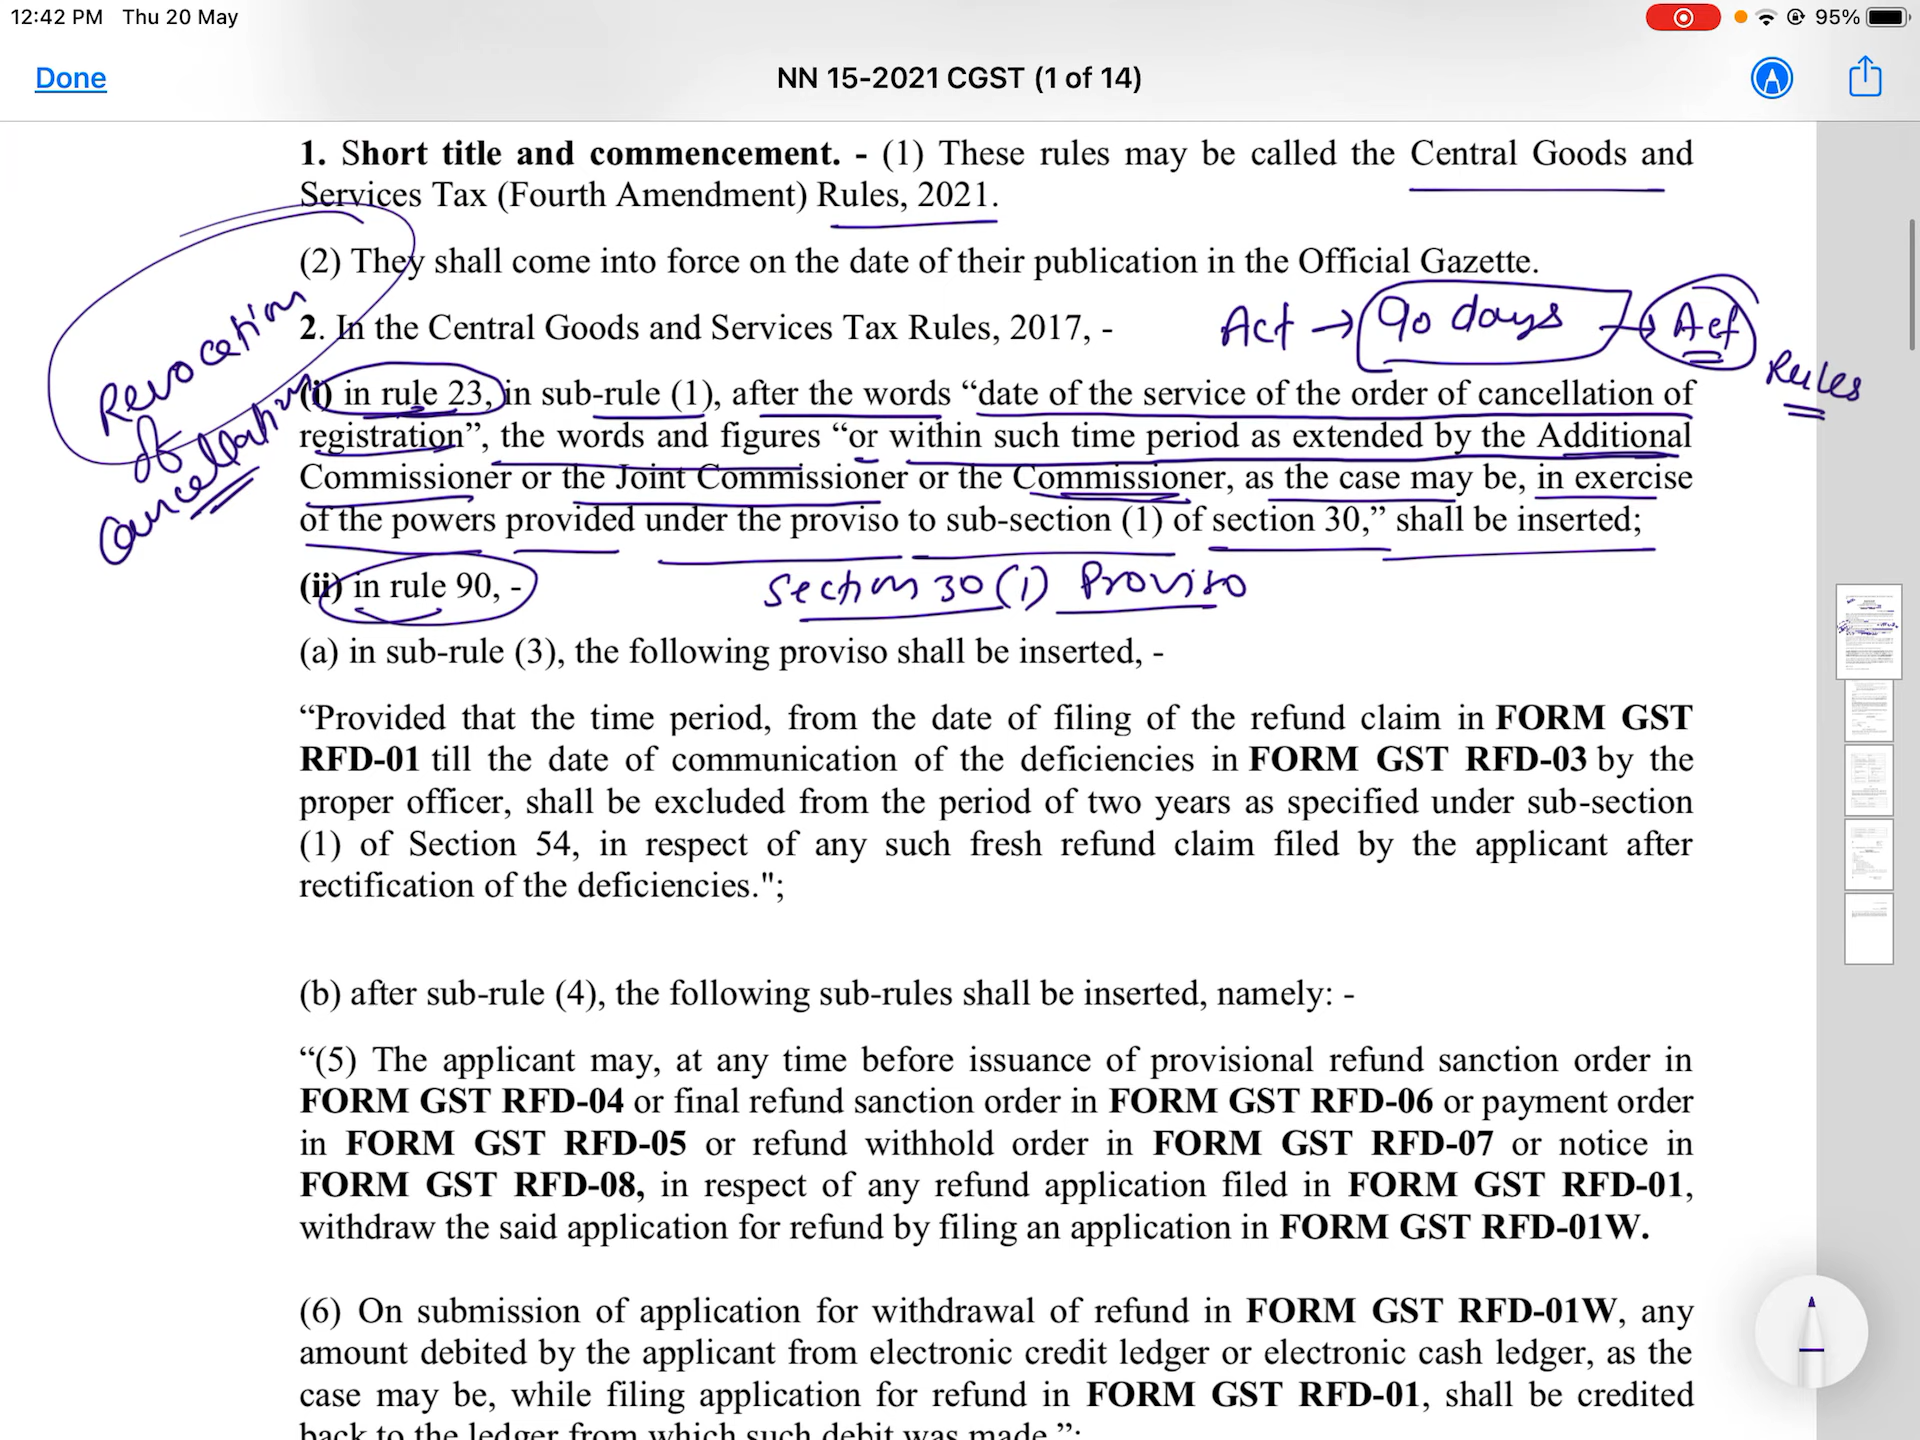 12:42 PM Thu 20 May
95%
Done
NN 15-2021 CGST (1 of 14)
1. Short title and commencement. - (1) These rules may be called the Central Goods and
Services Tax (Fourth Amendment) Rules, 2021.
(2) They shall come into force on the date of their publication in the Official Gazette.
2. In the Central Goods and Services Tax Rules, 2017, -
Act → 90 days → Act
Rules
Revocation
of
Cancellation
(i) in rule 23, in sub-rule (1), after the words “date of the service of the order of cancellation of
registration”, the words and figures “or within such time period as extended by the Additional
Commissioner or the Joint Commissioner or the Commissioner, as the case may be, in exercise
of the powers provided under the proviso to sub-section (1) of section 30,” shall be inserted;
(ii) in rule 90, -
Section 30 (1) Proviso
(a) in sub-rule (3), the following proviso shall be inserted, -
“Provided that the time period, from the date of filing of the refund claim in FORM GST
RFD-01 till the date of communication of the deficiencies in FORM GST RFD-03 by the
proper officer, shall be excluded from the period of two years as specified under sub-section
(1) of Section 54, in respect of any such fresh refund claim filed by the applicant after
rectification of the deficiencies.";
(b) after sub-rule (4), the following sub-rules shall be inserted, namely: -
“(5) The applicant may, at any time before issuance of provisional refund sanction order in
FORM GST RFD-04 or final refund sanction order in FORM GST RFD-06 or payment order
in FORM GST RFD-05 or refund withhold order in FORM GST RFD-07 or notice in
FORM GST RFD-08, in respect of any refund application filed in FORM GST RFD-01,
withdraw the said application for refund by filing an application in FORM GST RFD-01W.
(6) On submission of application for withdrawal of refund in FORM GST RFD-01W, any
amount debited by the applicant from electronic credit ledger or electronic cash ledger, as the
case may be, while filing application for refund in FORM GST RFD-01, shall be credited
back to the ledger from which such debit was made.”;